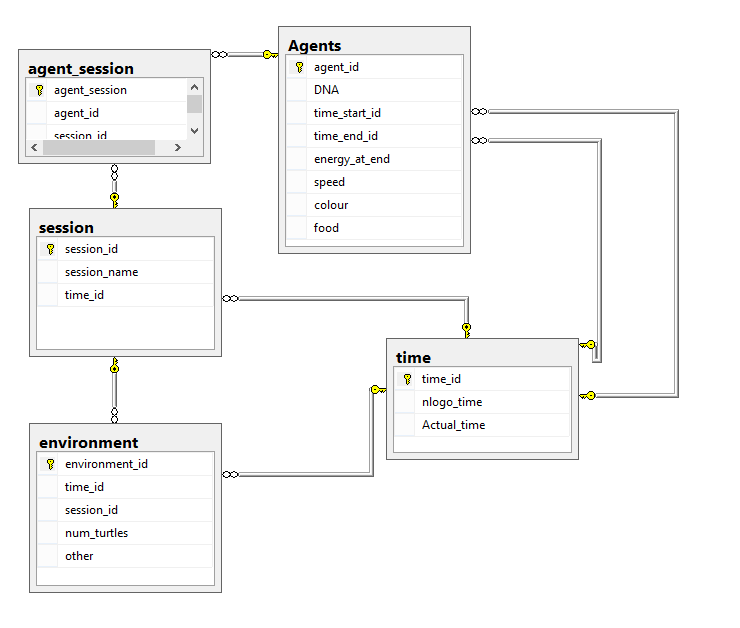 agent_session
agent_session
agent_id
session_id
Agents
agent_id
DNA
time_start_id
time_end_id
energy_at_end
speed
colour
food
session
session_id
session_name
time_id
time
time_id
nlogo_time
Actual_time
environment
environment_id
time_id
session_id
num_turtles
other